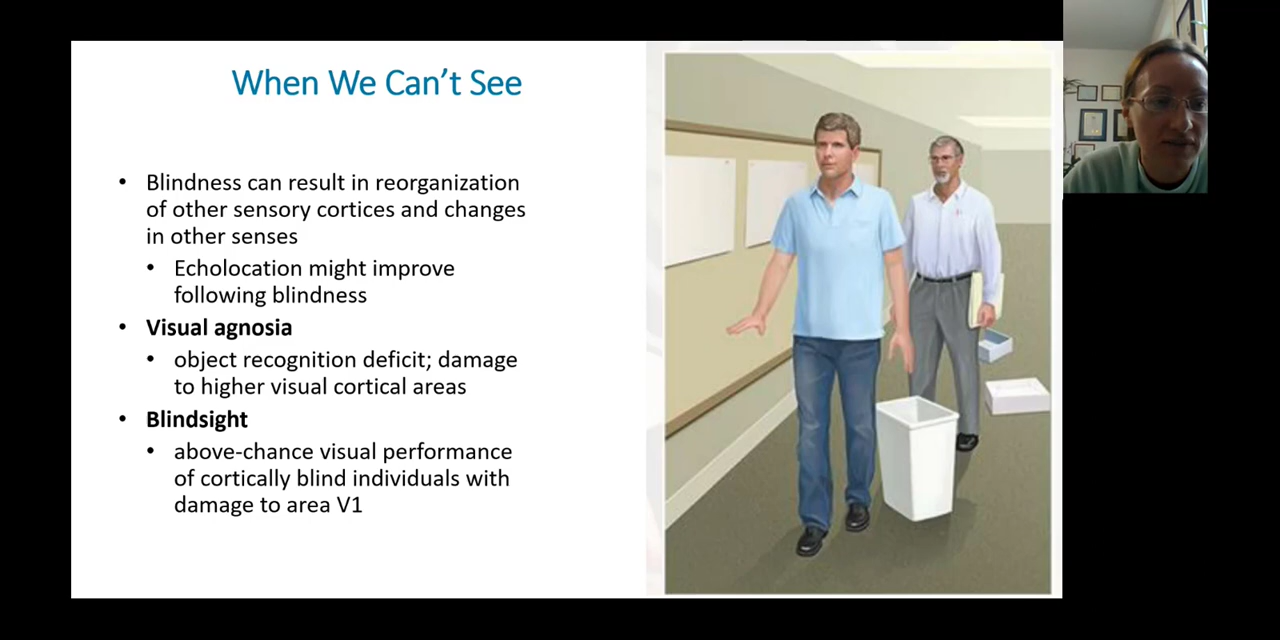 When We Can't See
• Blindness can result in reorganization
of other sensory cortices and changes
in other senses
• Echolocation might improve
following blindness
• Visual agnosia
• object recognition deficit; damage
to higher visual cortical areas
• Blindsight
• above-chance visual performance
of cortically blind individuals with
damage to area V1